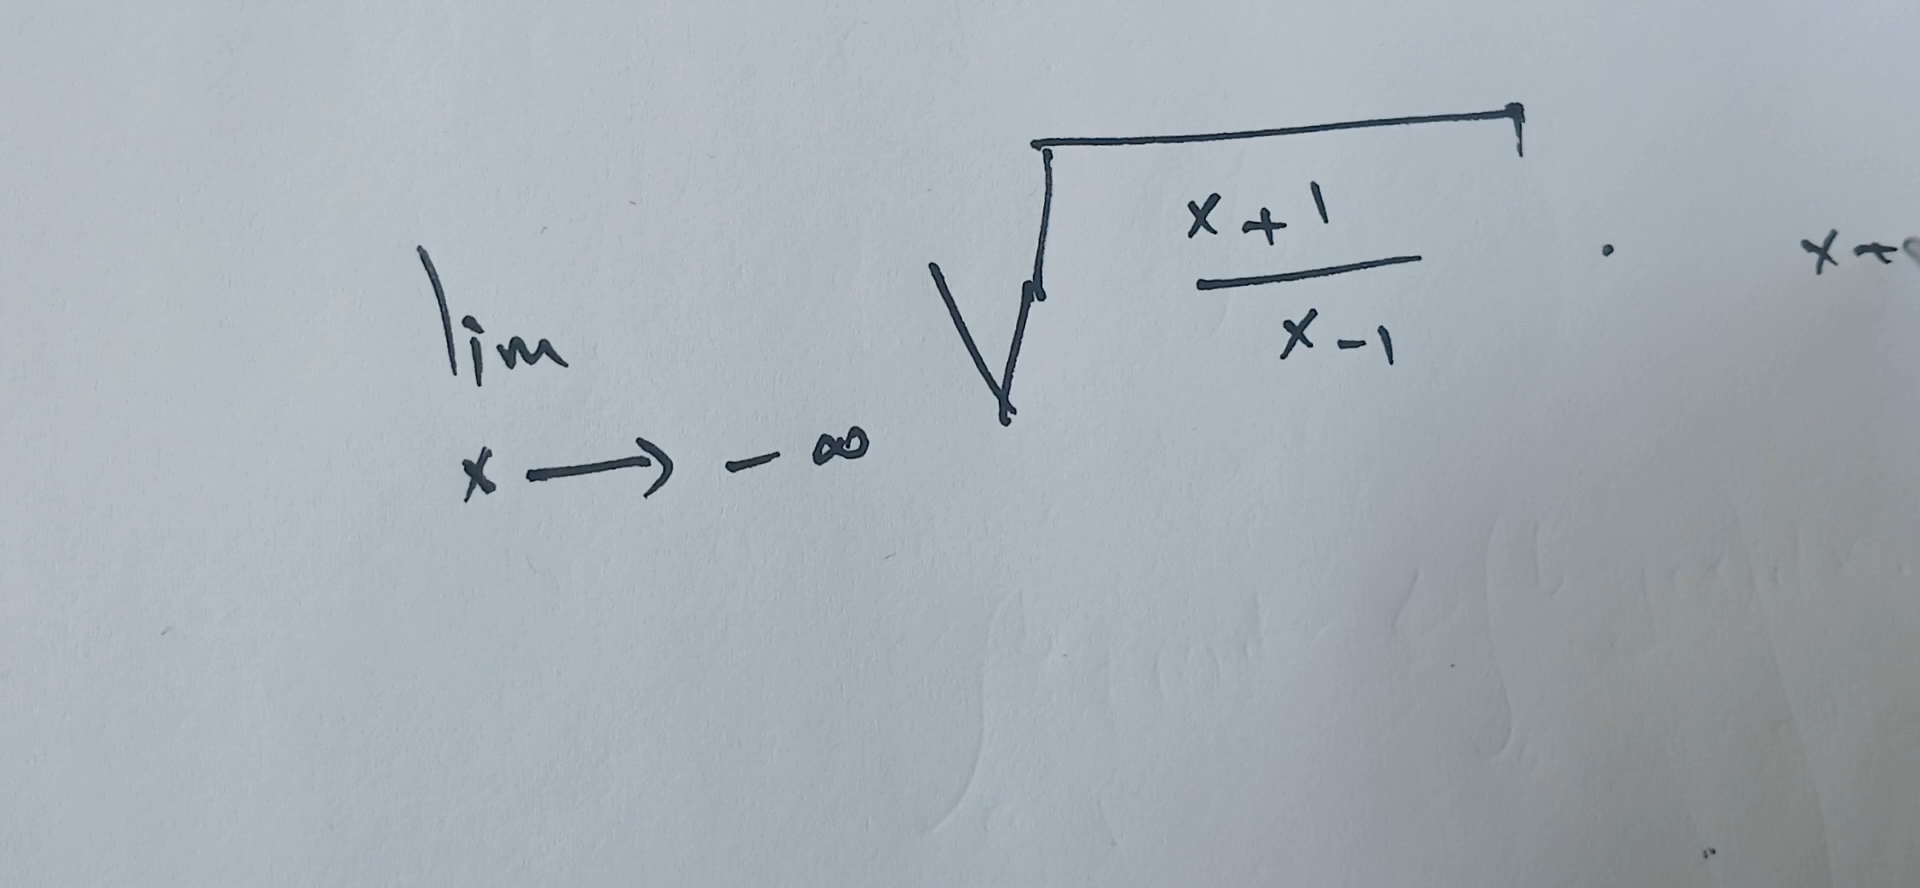 lim x → -∞ √((x+1)/(x-1)) . x +